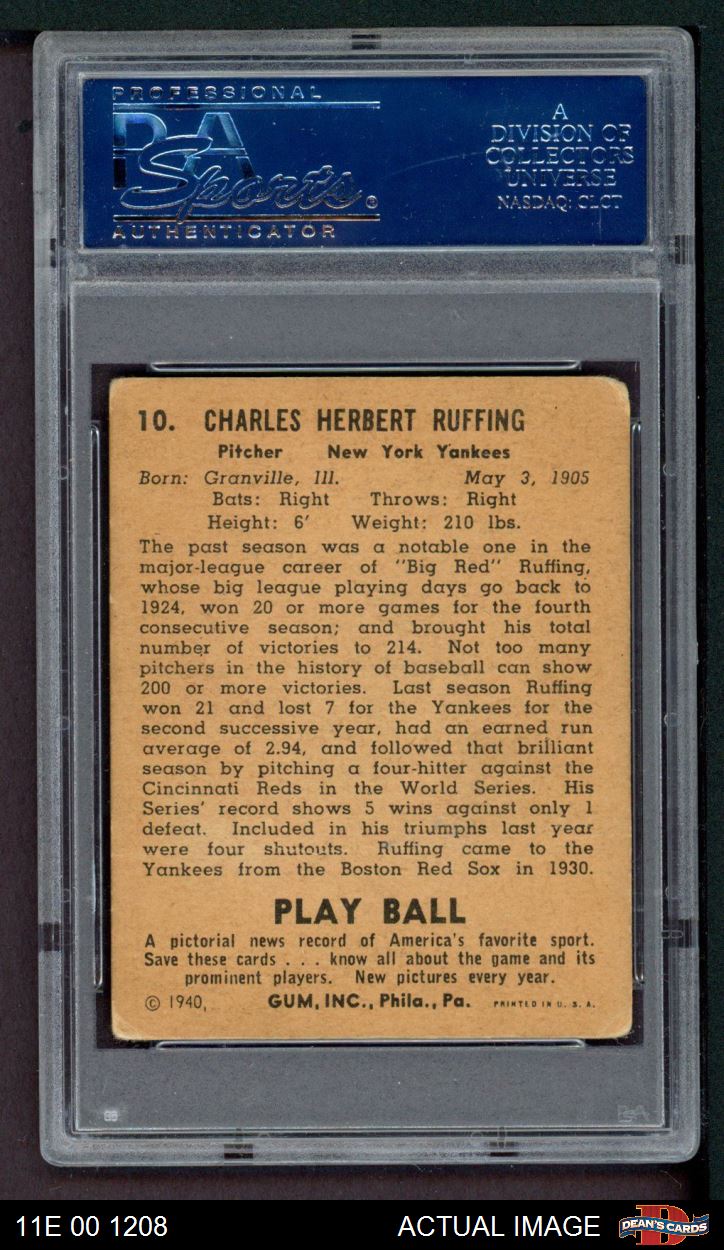 PROFESSIONAL
PSA
Sports®
AUTHENTICATOR
A
DIVISION OF
COLLECTORS
UNIVERSE
NASDAQ: CLCT
10. CHARLES HERBERT RUFFING
Pitcher New York Yankees
Born: Granville, Ill. May 3, 1905
Bats: Right Throws: Right
Height: 6′ Weight: 210 lbs.
The past season was a notable one in the
major-league career of "Big Red" Ruffing,
whose big league playing days go back to
1924, won 20 or more games for the fourth
consecutive season; and brought his total
number of victories to 214. Not too many
pitchers in the history of baseball can show
200 or more victories. Last season Ruffing
won 21 and lost 7 for the Yankees for the
second successive year, had an earned run
average of 2.94, and followed that brilliant
season by pitching a four-hitter against the
Cincinnati Reds in the World Series. His
Series' record shows 5 wins against only 1
defeat. Included in his triumphs last year
were four shutouts. Ruffing came to the
Yankees from the Boston Red Sox in 1930.
PLAY BALL
A pictorial news record of America's favorite sport.
Save these cards . . . know all about the game and its
prominent players. New pictures every year.
© 1940, GUM, INC., Phila., Pa. PRINTED IN U. S. A.
PSA
11E 00 1208 ACTUAL IMAGE DEAN'S CARDS